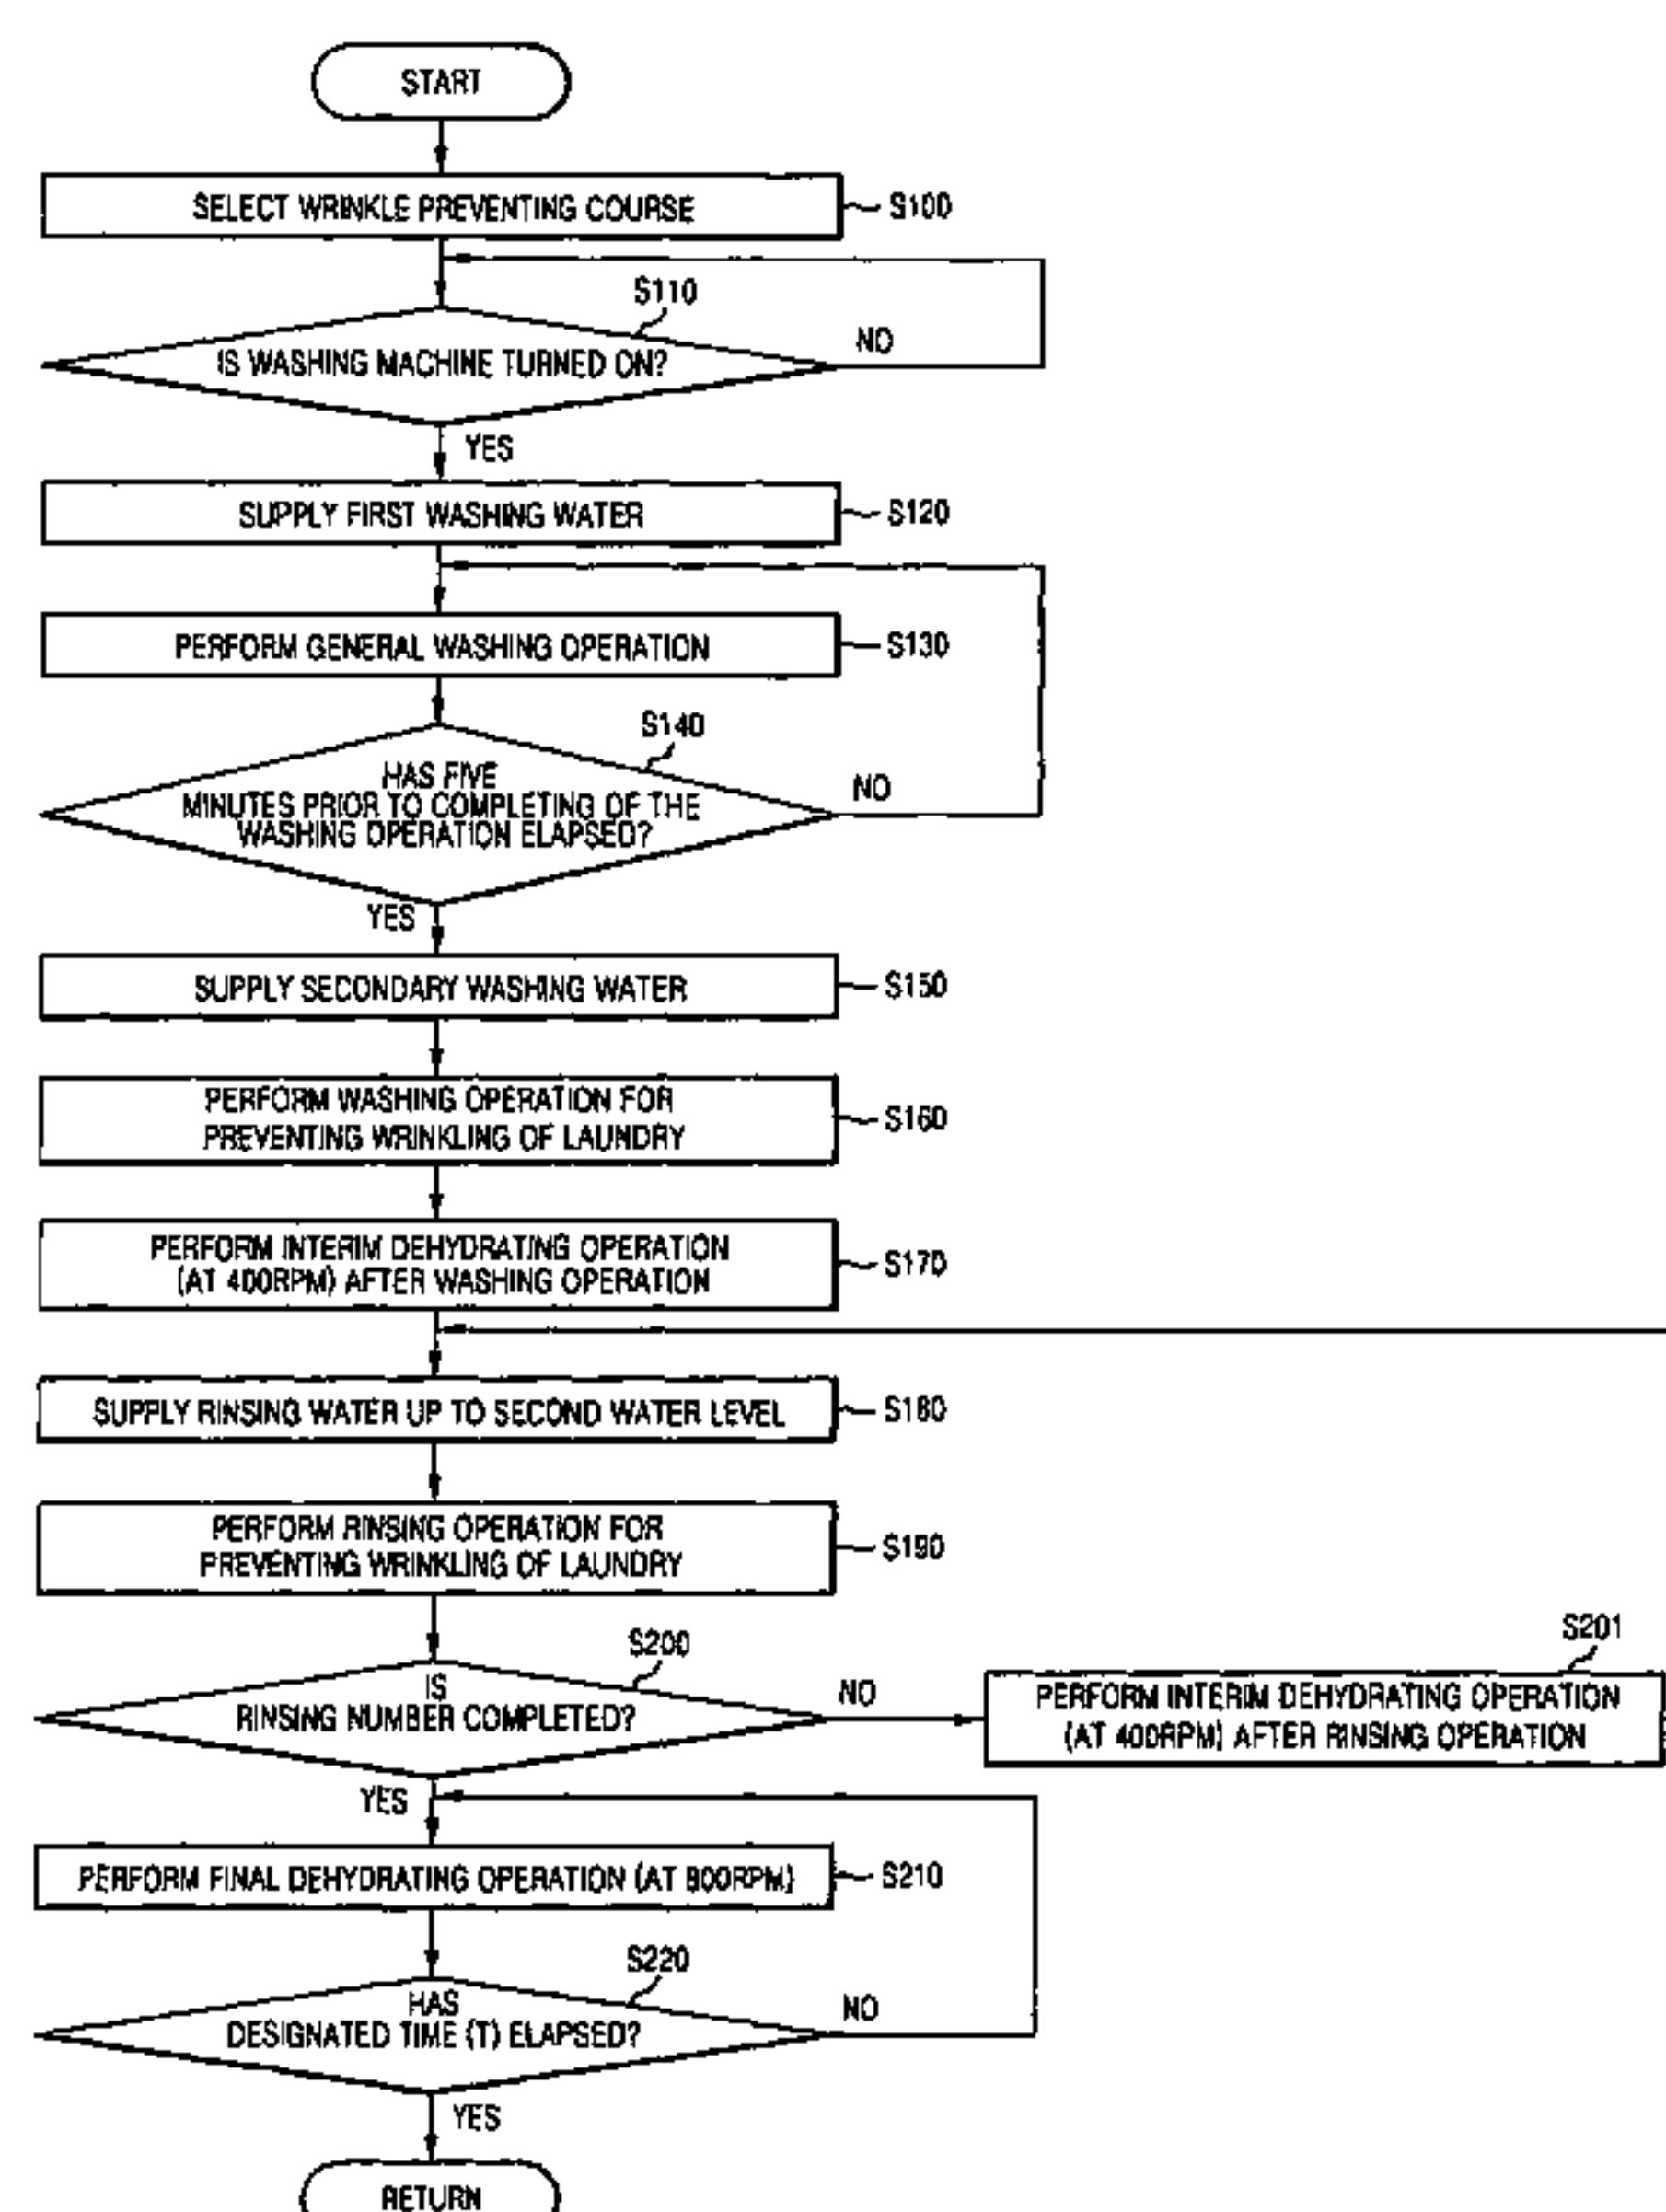 START
SELECT WRINKLE PREVENTING COURSE
S100
S110
IS WASHING MACHINE TURNED ON?
NO
YES
SUPPLY FIRST WASHING WATER
S120
PERFORM GENERAL WASHING OPERATION
S130
S140
HAS FIVE
MINUTES PRIOR TO COMPLETING OF THE
WASHING OPERATION ELAPSED?
NO
YES
SUPPLY SECONDARY WASHING WATER
S150
PERFORM WASHING OPERATION FOR
PREVENTING WRINKLING OF LAUNDRY
S160
PERFORM INTERIM DEHYDRATING OPERATION
(AT 400RPM) AFTER WASHING OPERATION
S170
SUPPLY RINSING WATER UP TO SECOND WATER LEVEL
S180
PERFORM RINSING OPERATION FOR
PREVENTING WRINKLING OF LAUNDRY
S190
S200
IS
RINSING NUMBER COMPLETED?
NO
S201
PERFORM INTERIM DEHYDRATING OPERATION
(AT 400RPM) AFTER RINSING OPERATION
YES
PERFORM FINAL DEHYDRATING OPERATION (AT 800RPM)
S210
S220
HAS
DESIGNATED TIME (T) ELAPSED?
NO
YES
RETURN